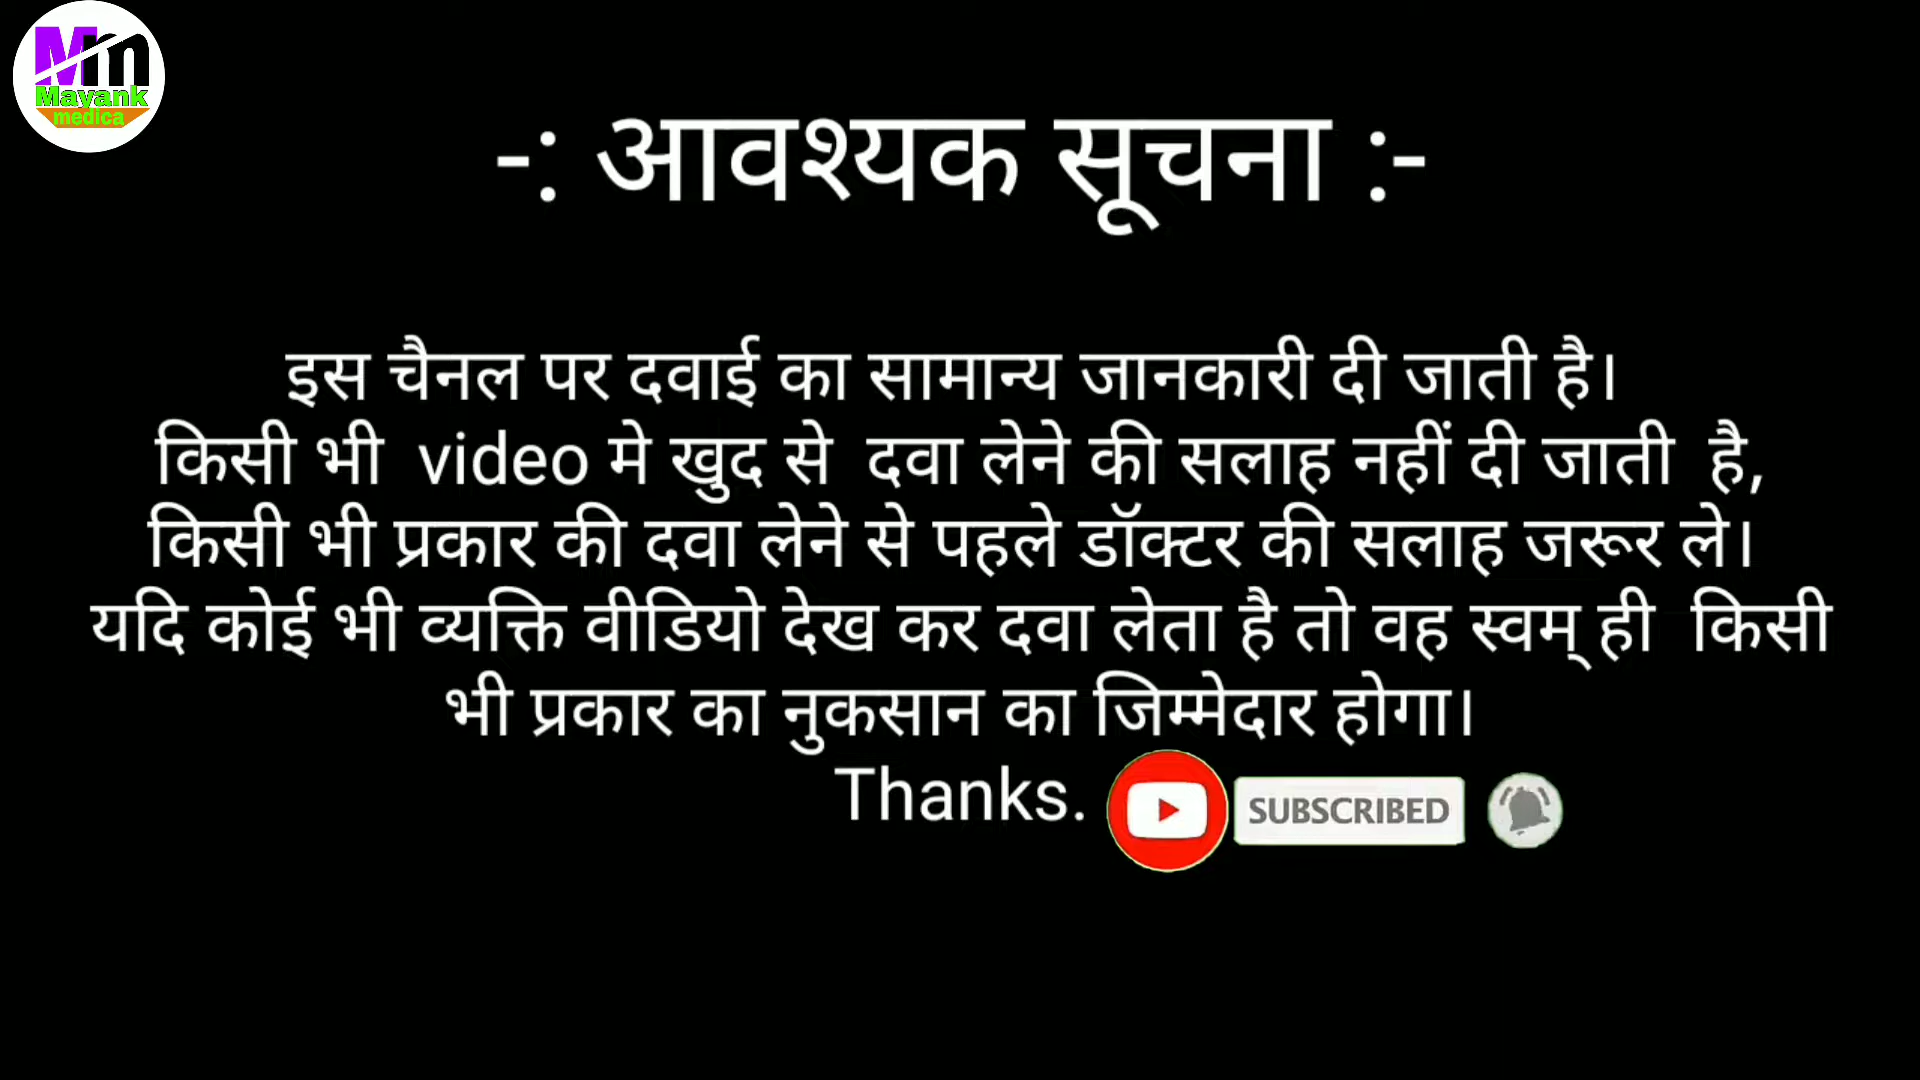 Mm
Mayank
medica
-: आवश्यक सूचना :-
इस चैनल पर दवाई का सामान्य जानकारी दी जाती है।
किसी भी video मे खुद से दवा लेने की सलाह नहीं दी जाती है,
किसी भी प्रकार की दवा लेने से पहले डॉक्टर की सलाह जरूर ले।
यदि कोई भी व्यक्ति वीडियो देख कर दवा लेता है तो वह स्वम् ही किसी
भी प्रकार का नुकसान का जिम्मेदार होगा।
Thanks. SUBSCRIBED